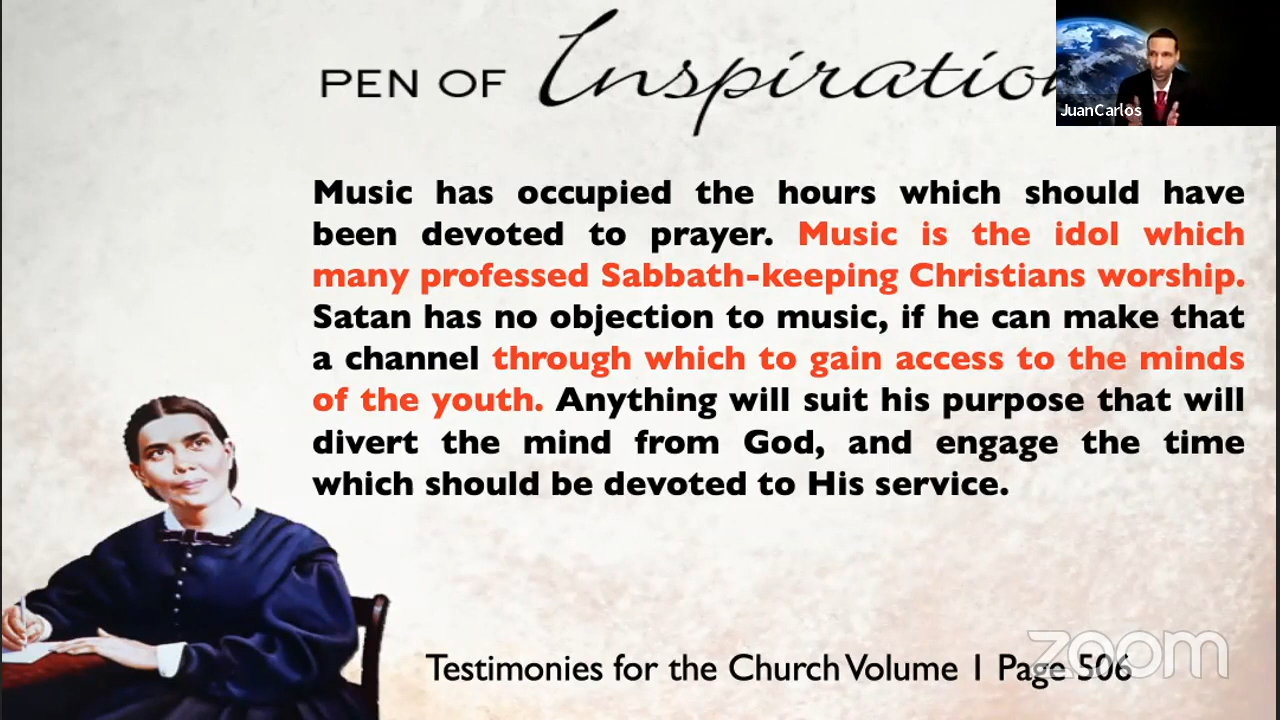 PEN OF Inspiration
JuanCarlos
Music has occupied the hours which should have
been devoted to prayer. Music is the idol which
many professed Sabbath-keeping Christians worship.
Satan has no objection to music, if he can make that
a channel through which to gain access to the minds
of the youth. Anything will suit his purpose that will
divert the mind from God, and engage the time
which should be devoted to His service.
Testimonies for the Church Volume 1 Page 506
zoom